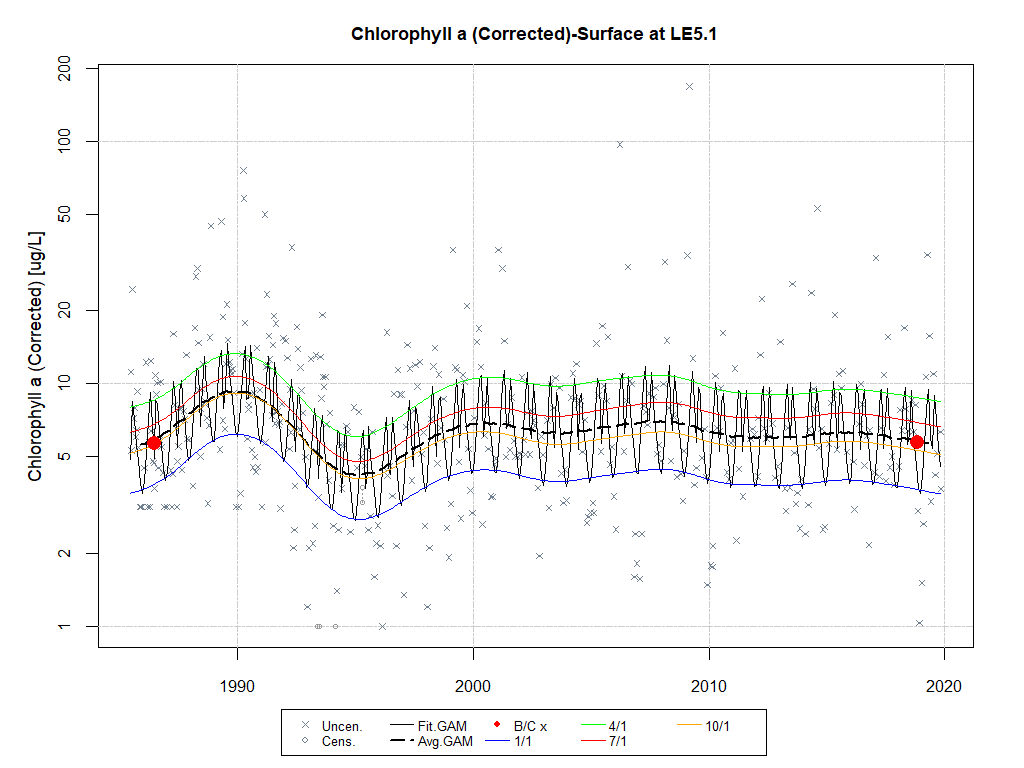 Chlorophyll a (Corrected)-Surface at LE5.1
Chlorophyll a (Corrected) [ug/L]
200
100
50
20
10
5
2
1
1990 2000 2010 2020
Uncen. Fit.GAM B/C x 4/1 10/1
Cens. Avg.GAM 1/1 7/1